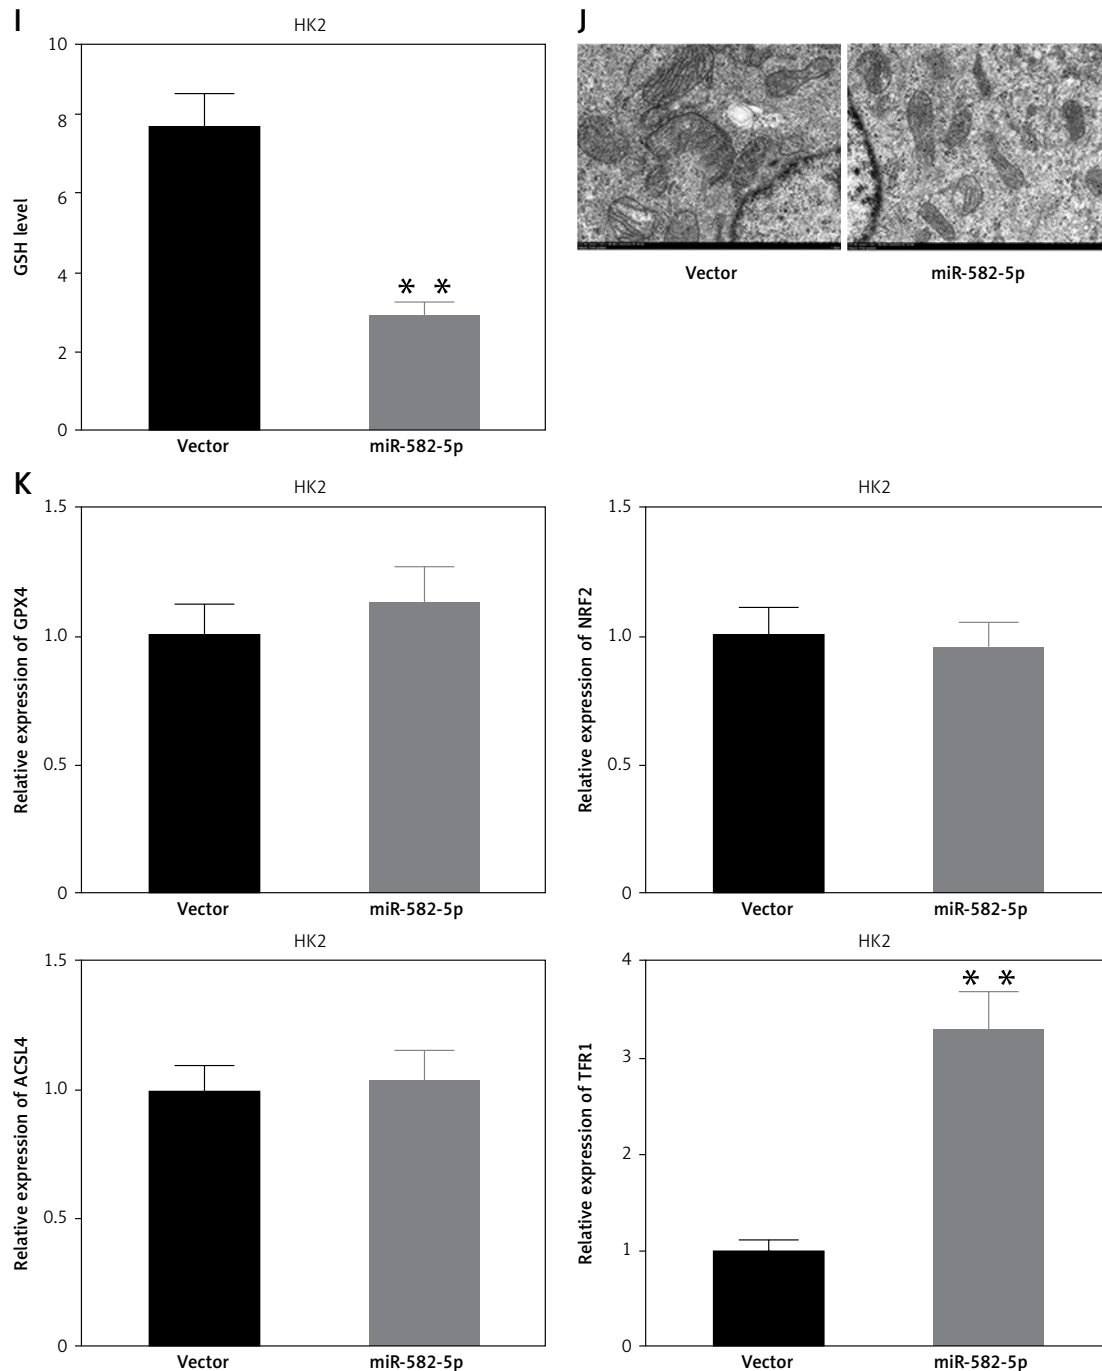 I
HK2
10
8
6
4
2
0
GSH level
* *
Vector
miR-582-5p
J
Vector
miR-582-5p
K
HK2
1.5
1.0
0.5
0
Relative expression of GPX4
Vector
miR-582-5p
HK2
1.5
1.0
0.5
0
Relative expression of NRF2
Vector
miR-582-5p
HK2
1.5
1.0
0.5
0
Relative expression of ACSL4
Vector
miR-582-5p
HK2
4
3
2
1
0
Relative expression of TFR1
* *
Vector
miR-582-5p